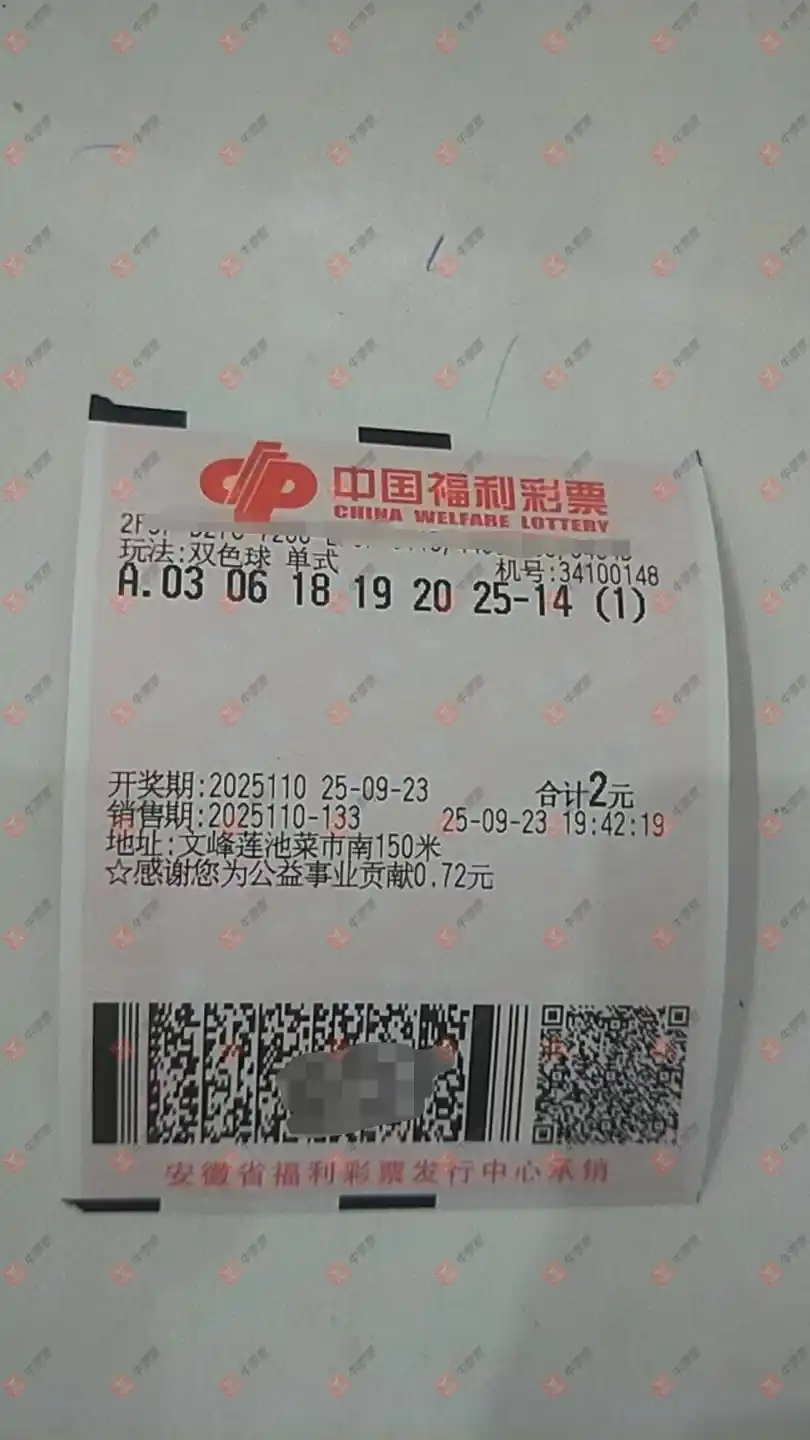 中国福利彩票
CHINA WELFARE LOTTERY
玩法:双色球 单式
机号:34100148
A.03 06 18 19 20 25-14 (1)
开奖期:2025110 25-09-23 合计2元
销售期:2025110-133 25-09-23 19:42:19
地址:文峰莲池菜市南150米
☆感谢您为公益事业贡献0.72元
安徽省福利彩票发行中心承销